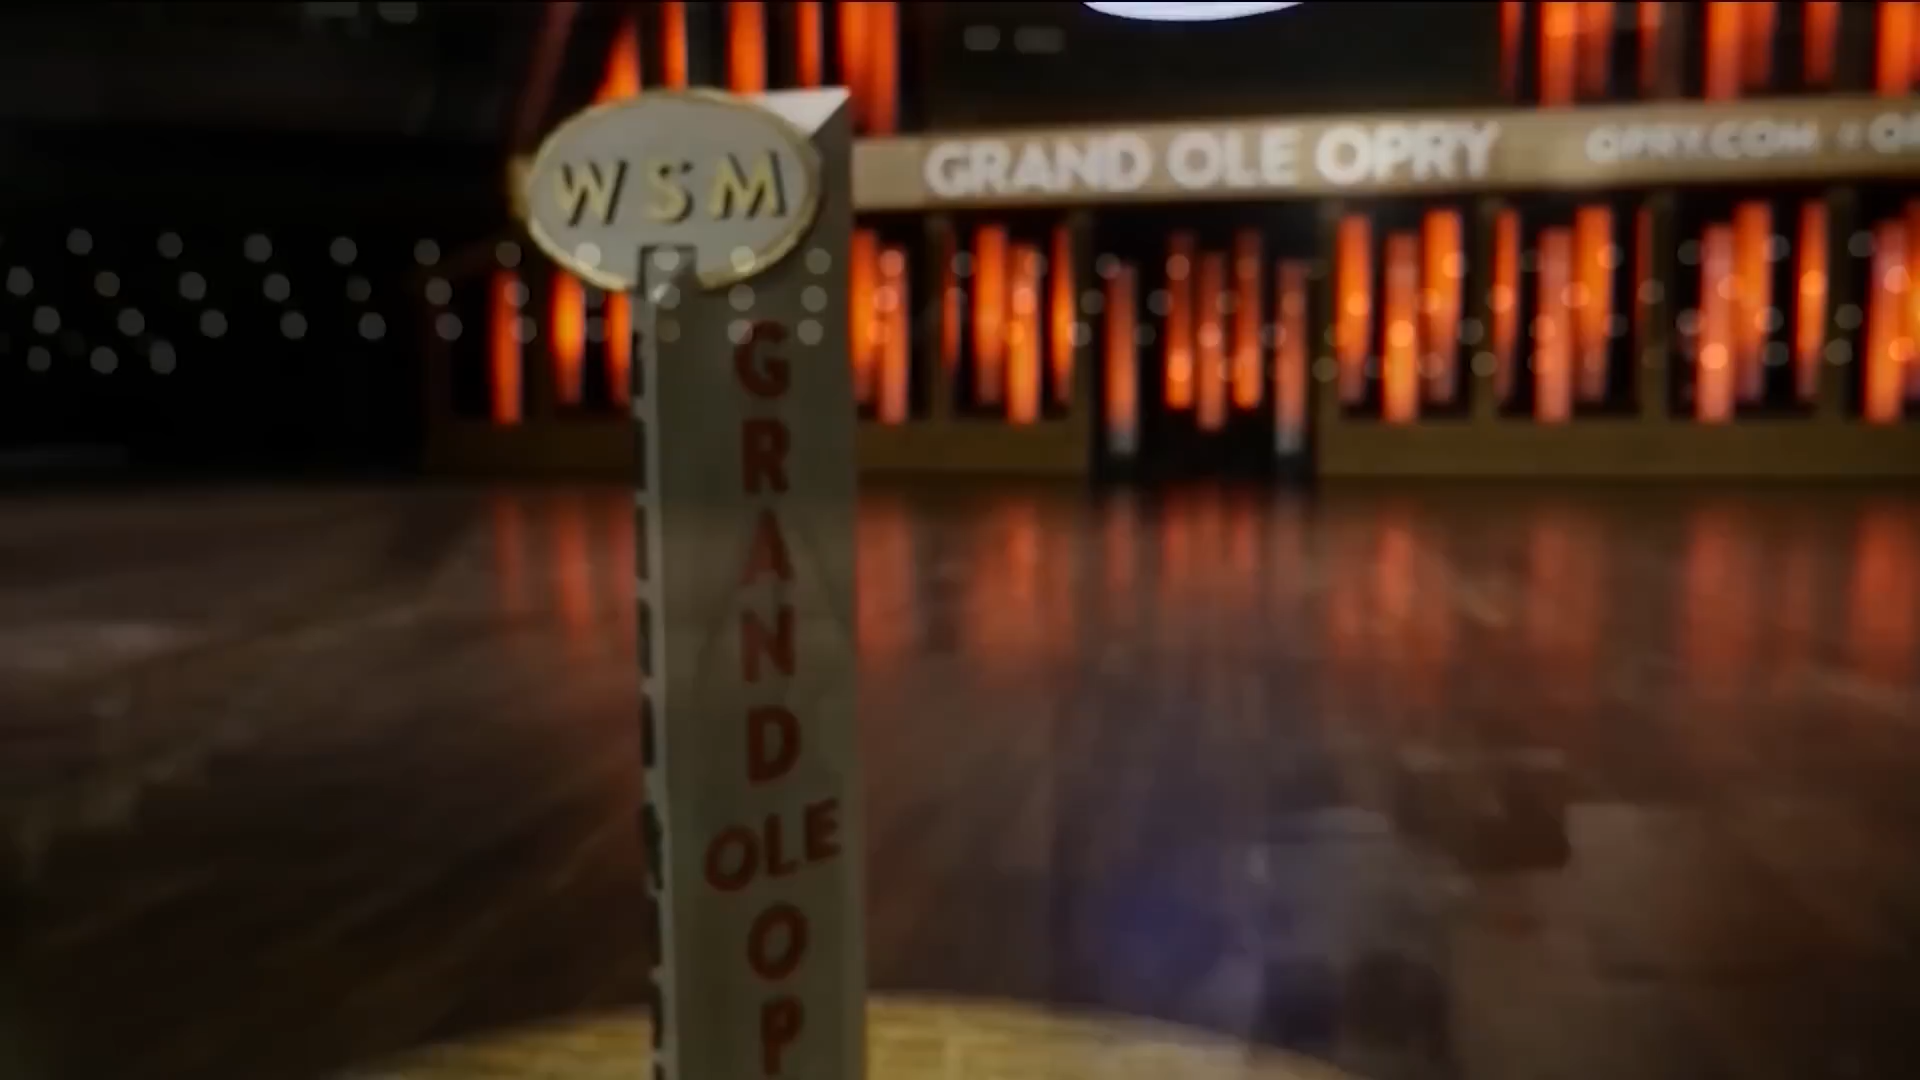 WSM
GRAND OLE OPRY
OPRY.COM
GRAND
OLE
OP